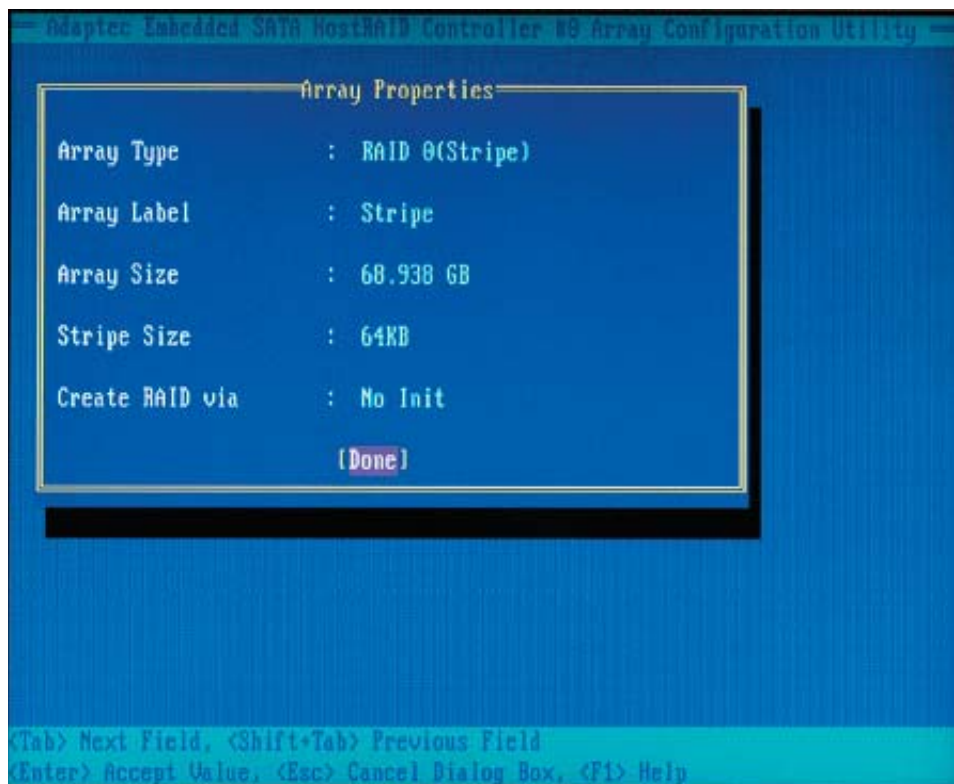 Adaptec Embedded SATA HostRAID Controller #0 Array Configuration Utility
Array Properties
Array Type : RAID 0(Stripe)
Array Label : Stripe
Array Size : 68.938 GB
Stripe Size : 64KB
Create RAID via : No Init
[Done]
<Tab> Next Field, <Shift+Tab> Previous Field
<Enter> Accept Value, <Esc> Cancel Dialog Box, <F1> Help